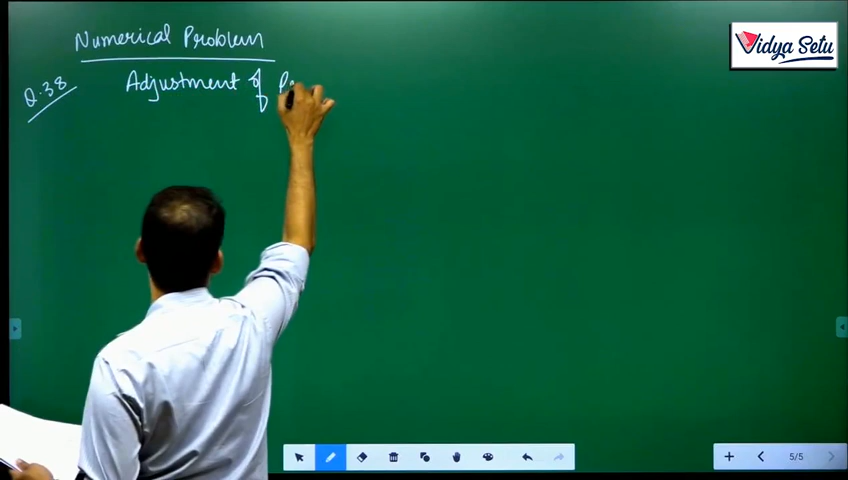 Numerical Problem
Vidya Setu
Q.38
Adjustment of
5/5